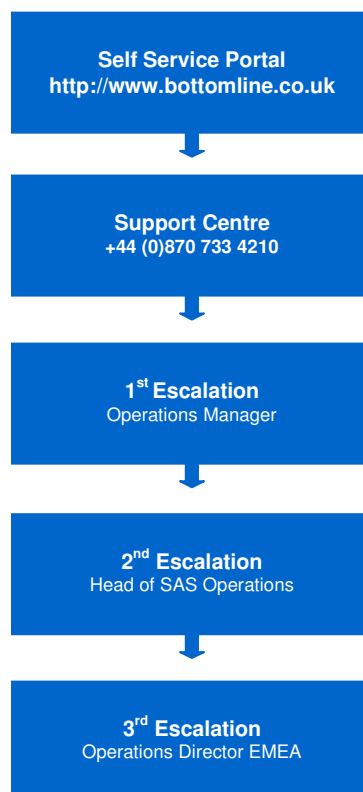 Self Service Portal
http://www.bottomline.co.uk
Support Centre
+44 (0)870 733 4210
1st Escalation
Operations Manager
2nd Escalation
Head of SAS Operations
3rd Escalation
Operations Director EMEA